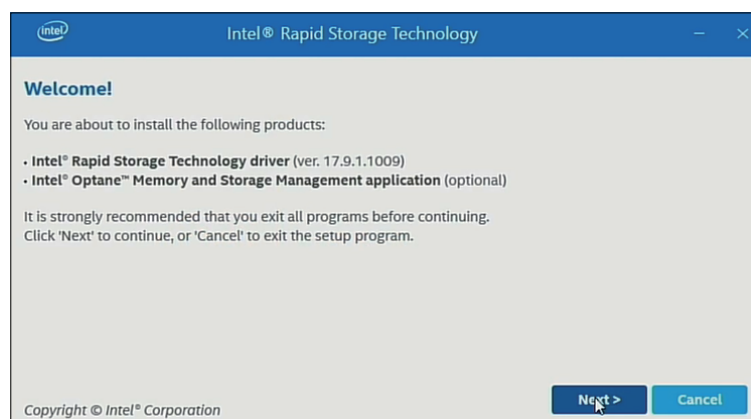 intel
Intel® Rapid Storage Technology
Welcome!
You are about to install the following products:
• Intel® Rapid Storage Technology driver (ver. 17.9.1.1009)
• Intel® Optane™ Memory and Storage Management application (optional)
It is strongly recommended that you exit all programs before continuing.
Click 'Next' to continue, or 'Cancel' to exit the setup program.
Next >
Cancel
Copyright © Intel® Corporation